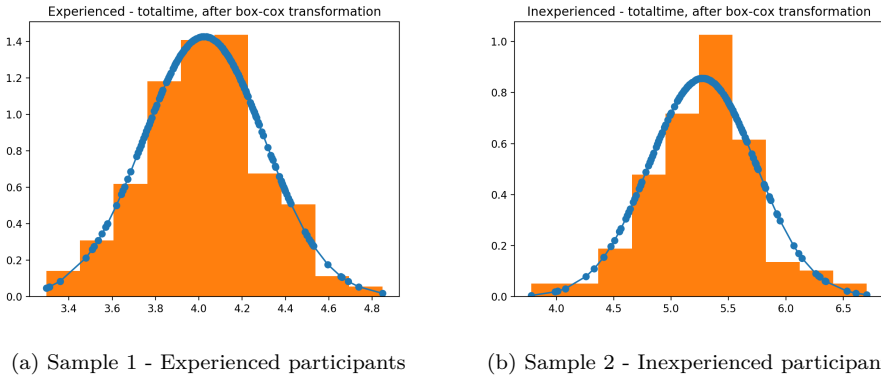 Experienced - totaltime, after box-cox transformation
1.4
1.2
1.0
0.8
0.6
0.4
0.2
0.0
3.4 3.6 3.8 4.0 4.2 4.4 4.6 4.8
(a) Sample 1 - Experienced participants
Inexperienced - totaltime, after box-cox transformation
1.0
0.8
0.6
0.4
0.2
0.0
4.0 4.5 5.0 5.5 6.0 6.5
(b) Sample 2 - Inexperienced participan